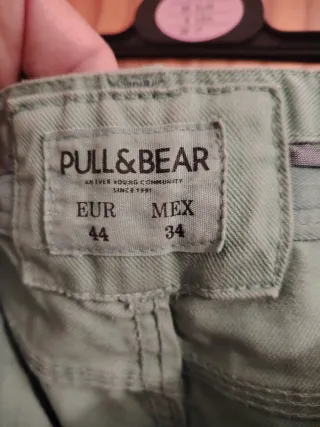 PULL&BEAR
AN EVER YOUNG COMMUNITY
SINCE 1991
EUR MEX
44 34